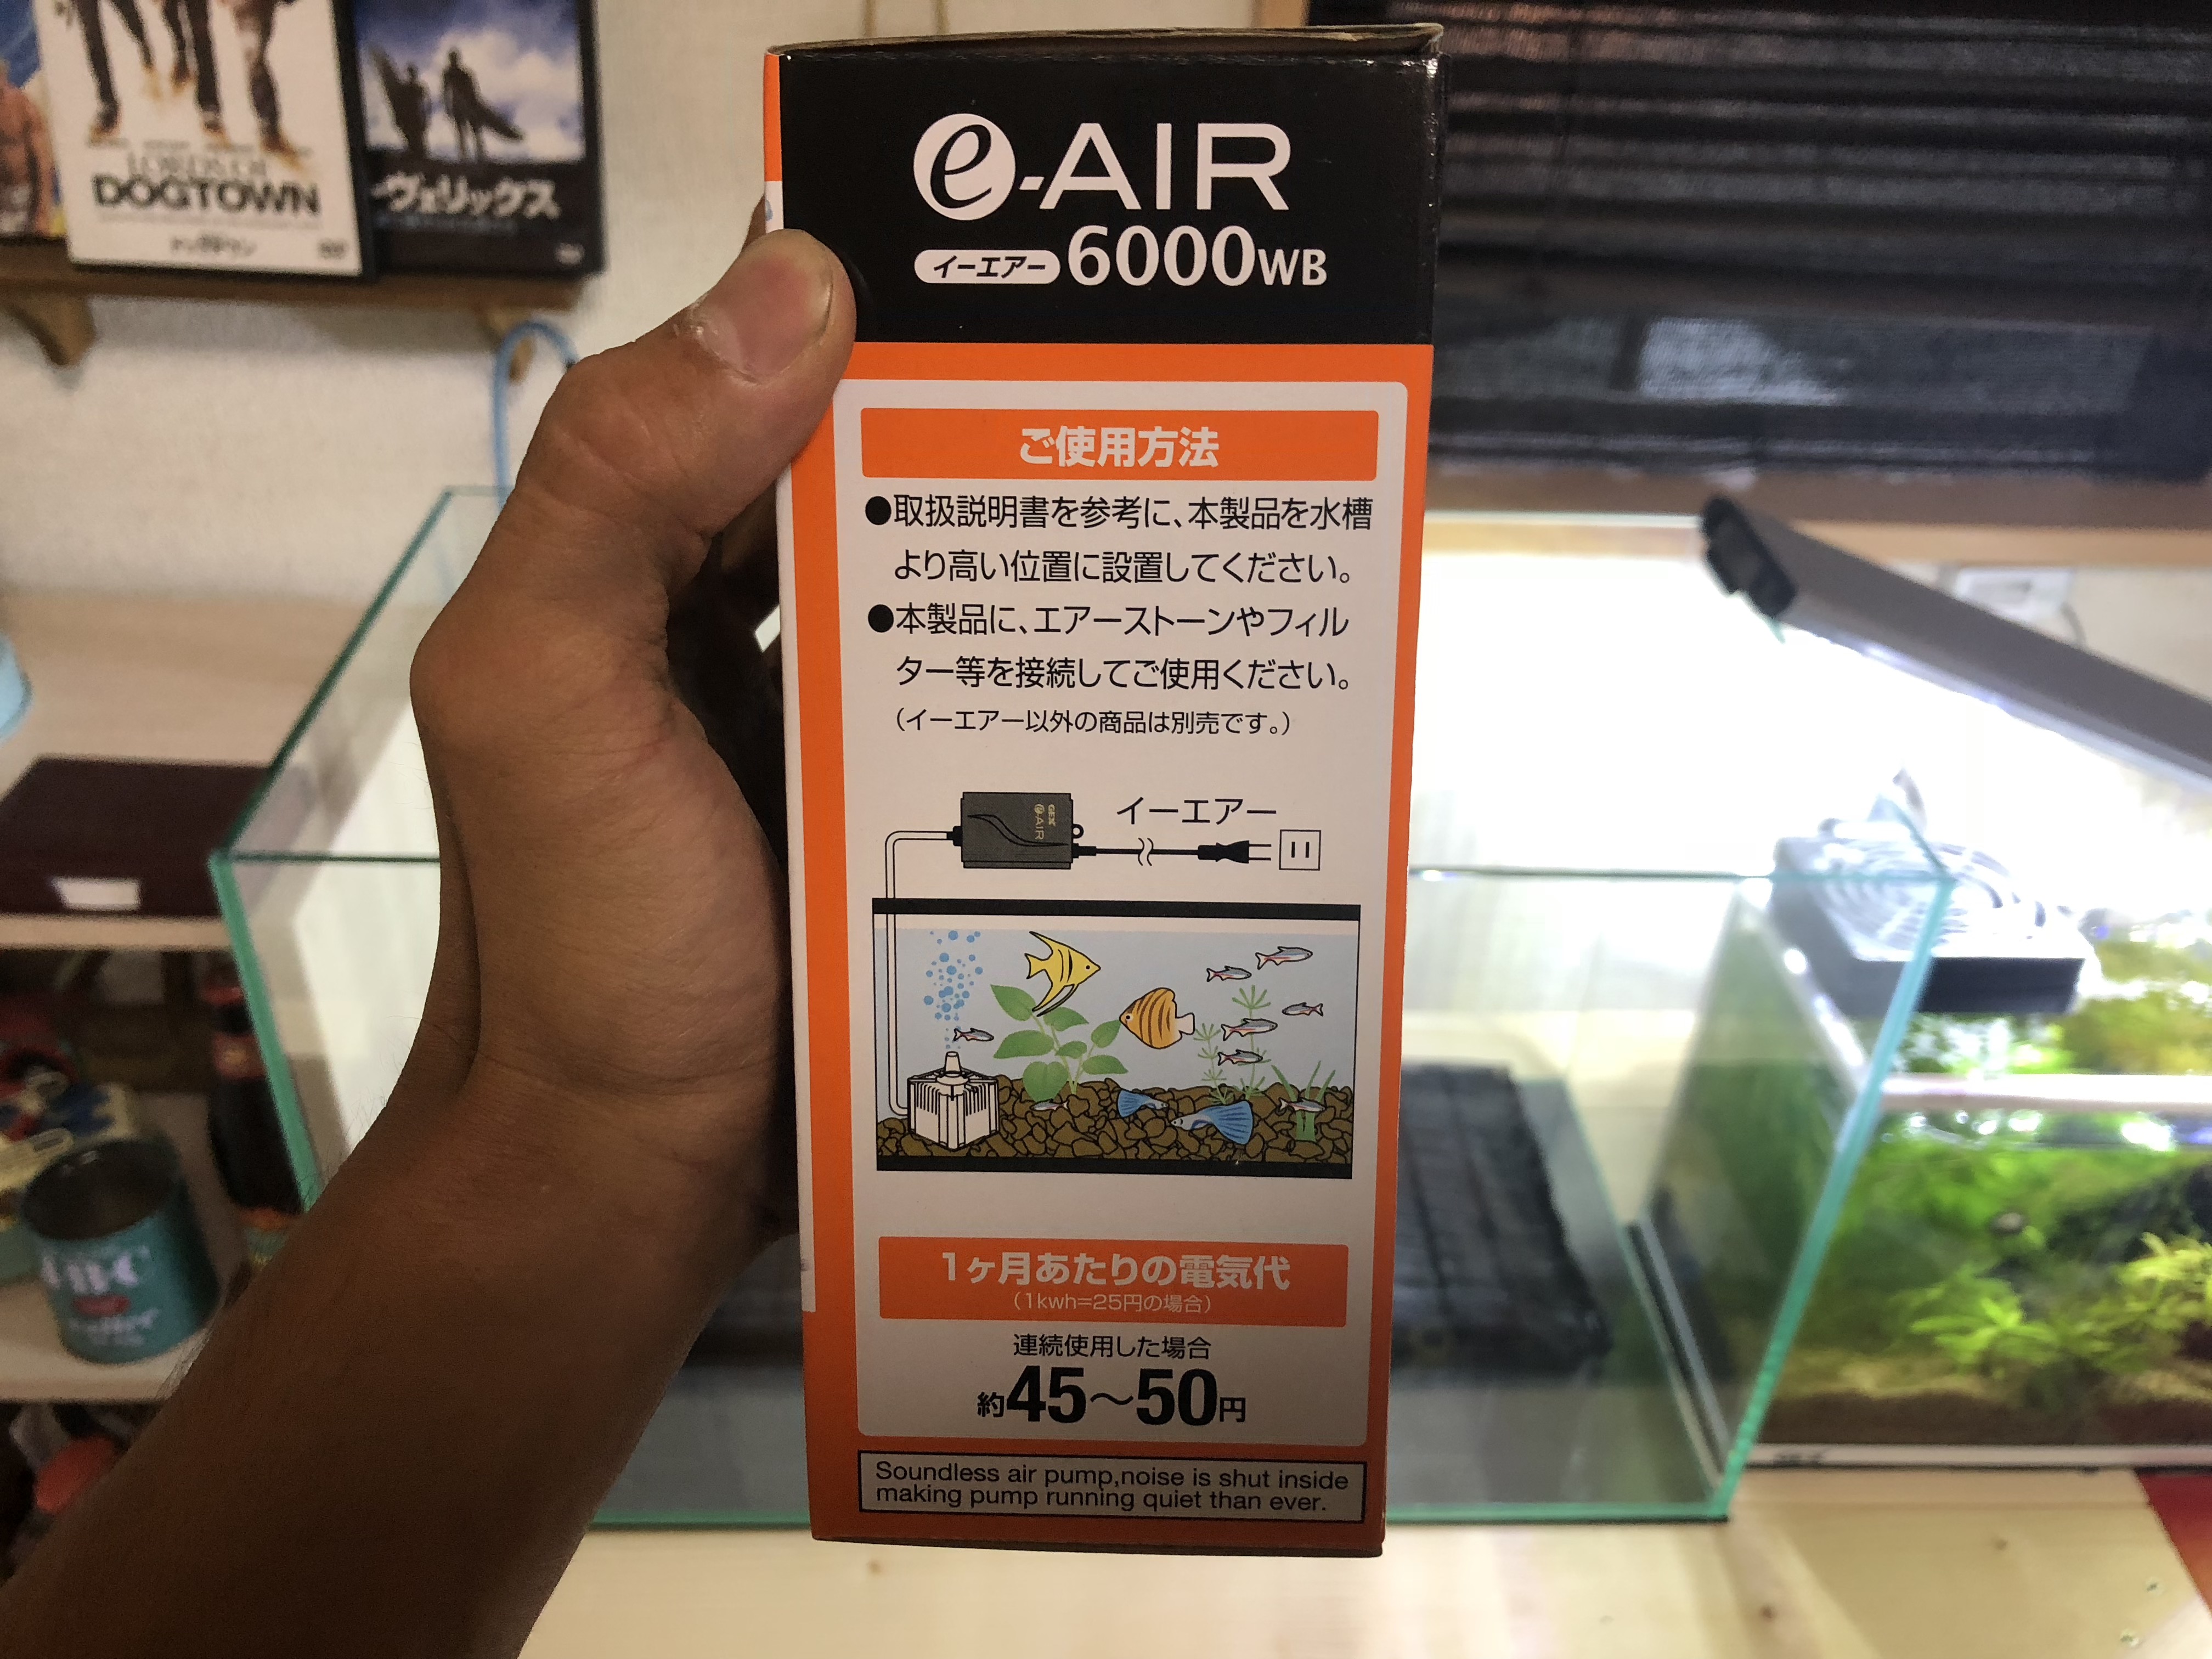 LORDS OF
DOGTOWN
ヴェリックス
e-AIR
イーエアー 6000WB
ご使用方法
●取扱説明書を参考に、本製品を水槽
より高い位置に設置してください。
●本製品に、エアーストーンやフィル
ター等を接続してご使用ください。
（イーエアー以外の商品は別売です。）
イーエアー
e-AIR
1ヶ月あたりの電気代
（1kwh=25円の場合）
連続使用した場合
約45～50円
Soundless air pump,noise is shut inside
making pump running quiet than ever.